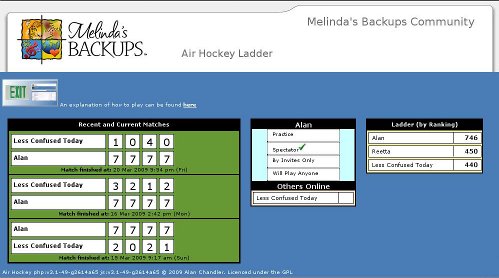 Melinda's
BACKUPS
Melinda's Backups Community
Air Hockey Ladder
EXIT
An explanation of how to play can be found here
Recent and Current Matches
Less Confused Today 1 0 4 0
Alan 7 7 7 7
Match finished at: 20 Mar 2009 5:54 pm (Fri)
Less Confused Today 3 2 1 2
Alan 7 7 7 7
Match finished at: 16 Mar 2009 2:42 pm (Mon)
Alan 7 7 7 7
Less Confused Today 2 0 2 1
Match finished at: 15 Mar 2009 9:17 am (Sun)
Alan
Practice
Spectator
By Invites Only
Will Play Anyone
Others Online
Less Confused Today
Ladder (by Ranking)
Alan 746
Reetta 450
Less Confused Today 440
Air Hockey php:v3.1-49-g2614a65 js:v3.1-49-g2614a65 © 2009 Alan Chandler. Licensed under the GPL